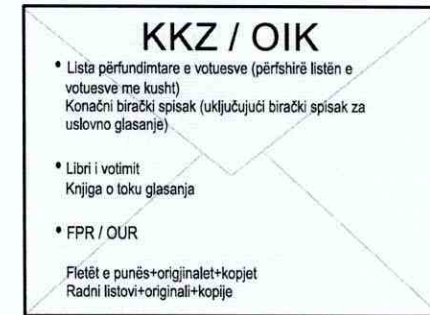 KKZ / OIK
• Lista përfundimtare e votuesve (përfshirë listën e
votuesve me kusht)
Konačni birački spisak (uključujući birački spisak za
uslovno glasanje)
• Libri i votimit
Knjiga o toku glasanja
• FPR / OUR
Fletët e punës+origjinalet+kopjet
Radni listovi+originali+kopije